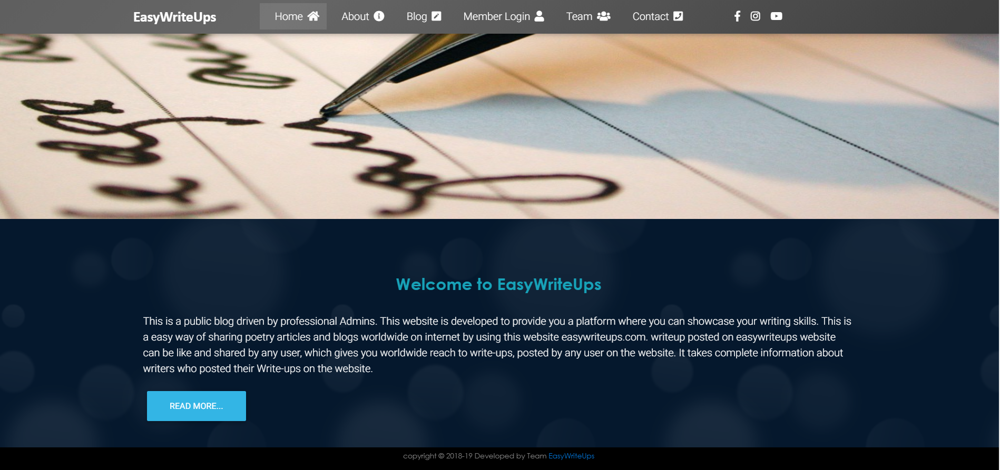 EasyWriteUps Home About Blog Member Login Team Contact
Welcome to EasyWriteUps
This is a public blog driven by professional Admins. This website is developed to provide you a platform where you can showcase your writing skills. This is
a easy way of sharing poetry articles and blogs worldwide on internet by using this website easywriteups.com. writeup posted on easywriteups website
can be like and shared by any user, which gives you worldwide reach to write-ups, posted by any user on the website. It takes complete information about
writers who posted their Write-ups on the website.
READ MORE...
copyright © 2018-19 Developed by Team EasyWriteUps